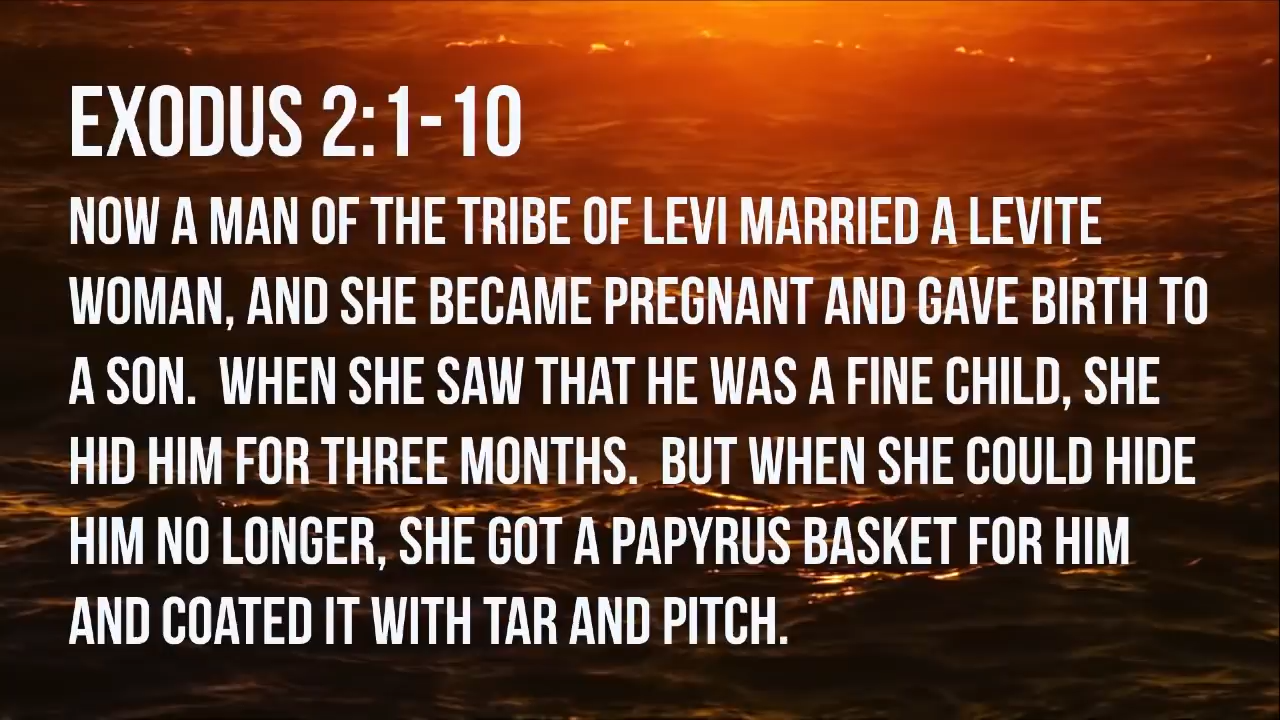 EXODUS 2:1-10
NOW A MAN OF THE TRIBE OF LEVI MARRIED A LEVITE
WOMAN, AND SHE BECAME PREGNANT AND GAVE BIRTH TO
A SON.  WHEN SHE SAW THAT HE WAS A FINE CHILD, SHE
HID HIM FOR THREE MONTHS.  BUT WHEN SHE COULD HIDE
HIM NO LONGER, SHE GOT A PAPYRUS BASKET FOR HIM
AND COATED IT WITH TAR AND PITCH.